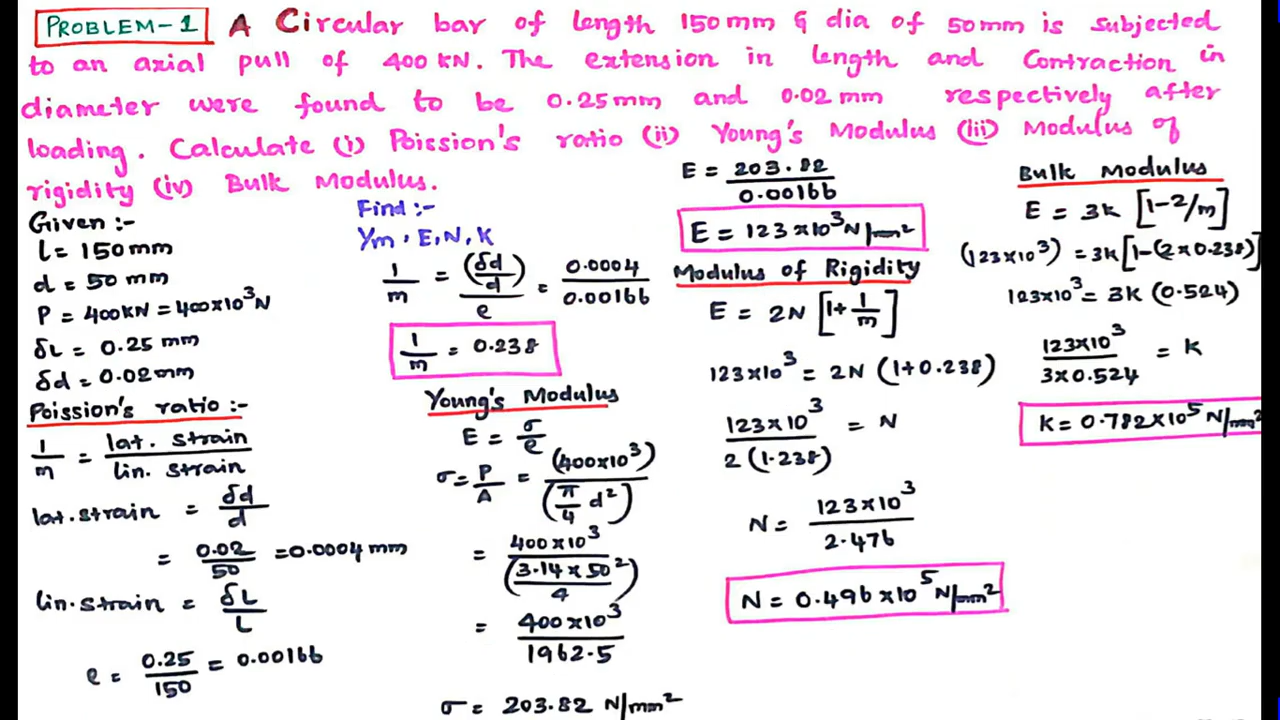 PROBLEM-1 A Circular bar of length 150 mm & dia of 50mm is subjected
to an axial pull of 400 KN. The extension in length and Contraction in
diameter were found to be 0.25mm and 0.02 mm respectively after
loading. Calculate (i) Poission's ratio (ii) Young's Modulus (iii) Modulus of
rigidity (iv) Bulk Modulus.
Given :-
l = 150 mm
d = 50 mm
P = 400KN = 400×10³N
δL = 0.25 mm
δd = 0.02mm
Poission's ratio :-
1/m = lat. strain / lin. strain
lat. strain = δd/d
= 0.02/50 = 0.0004 mm
lin. strain = δL/L
e = 0.25/150 = 0.00166
Find :-
Ym, E, N, K
1/m = (δd/d)/e = 0.0004/0.00166
1/m = 0.238
Young's Modulus
E = σ/e
σ = P/A = (400×10³)/(π/4 d²)
= 400×10³/(3.14×50²/4)
= 400×10³/1962.5
σ = 203.82 N/mm²
E = 203.82/0.00166
E = 123×10³ N/mm²
Modulus of Rigidity
E = 2N [1+1/m]
123×10³ = 2N (1+0.238)
123×10³/2(1.238) = N
N = 123×10³/2.476
N = 0.496×10⁵ N/mm²
Bulk Modulus
E = 3K [1-2/m]
(123×10³) = 3K [1-(2×0.238)]
123×10³ = 3K (0.524)
123×10³/3×0.524 = K
K = 0.782×10⁵ N/mm²